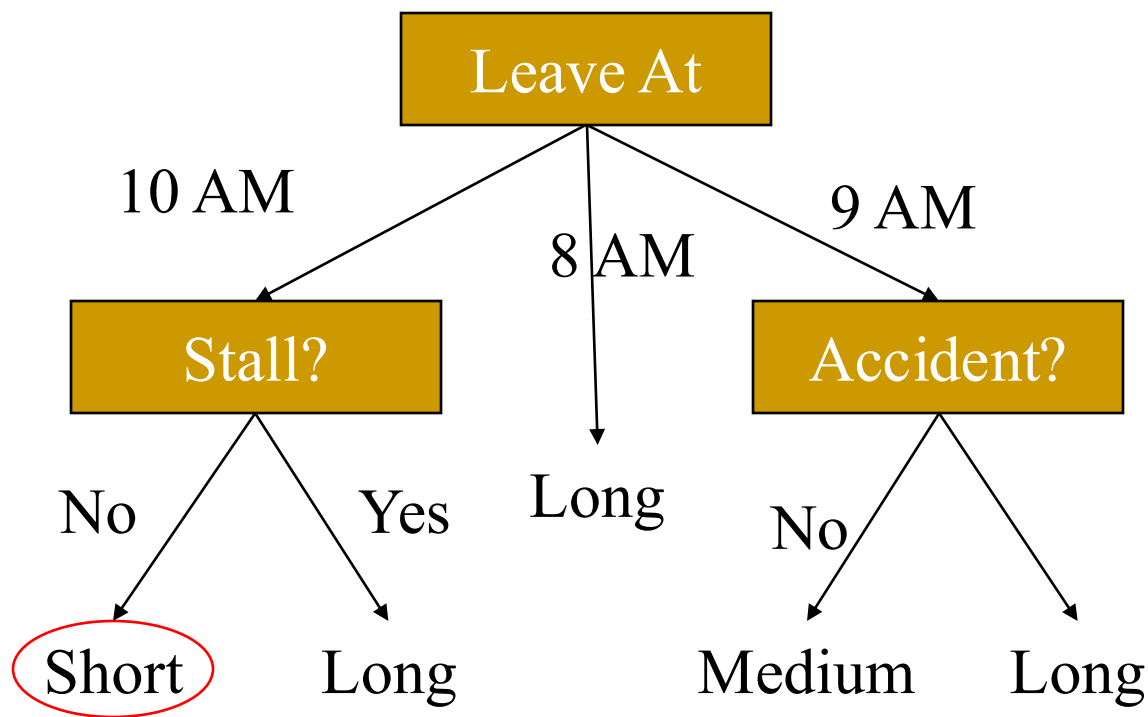 Leave At
10 AM
8 AM
9 AM
Stall?
Accident?
No
Yes
Long
No
Short
Long
Medium
Long